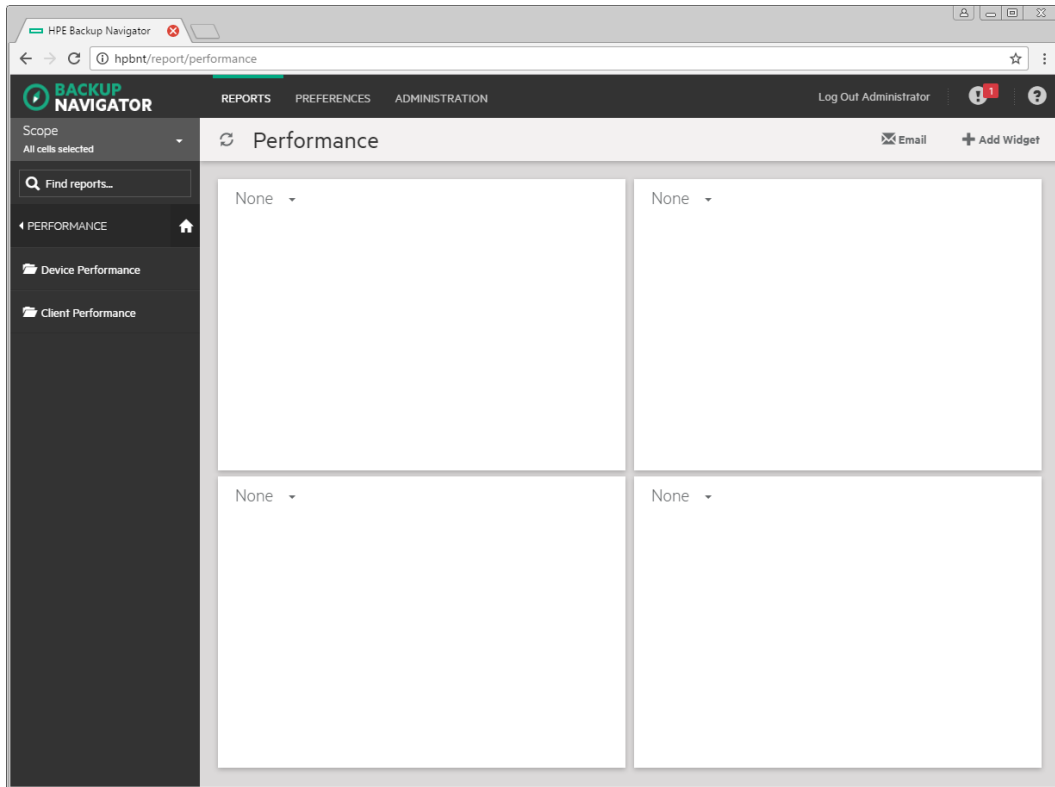 HPE Backup Navigator
hpbnt/report/performance
BACKUP
NAVIGATOR
REPORTS PREFERENCES ADMINISTRATION Log Out Administrator 1
Scope
All cells selected
Performance Email Add Widget
Find reports...
PERFORMANCE
Device Performance
Client Performance
None None
None None